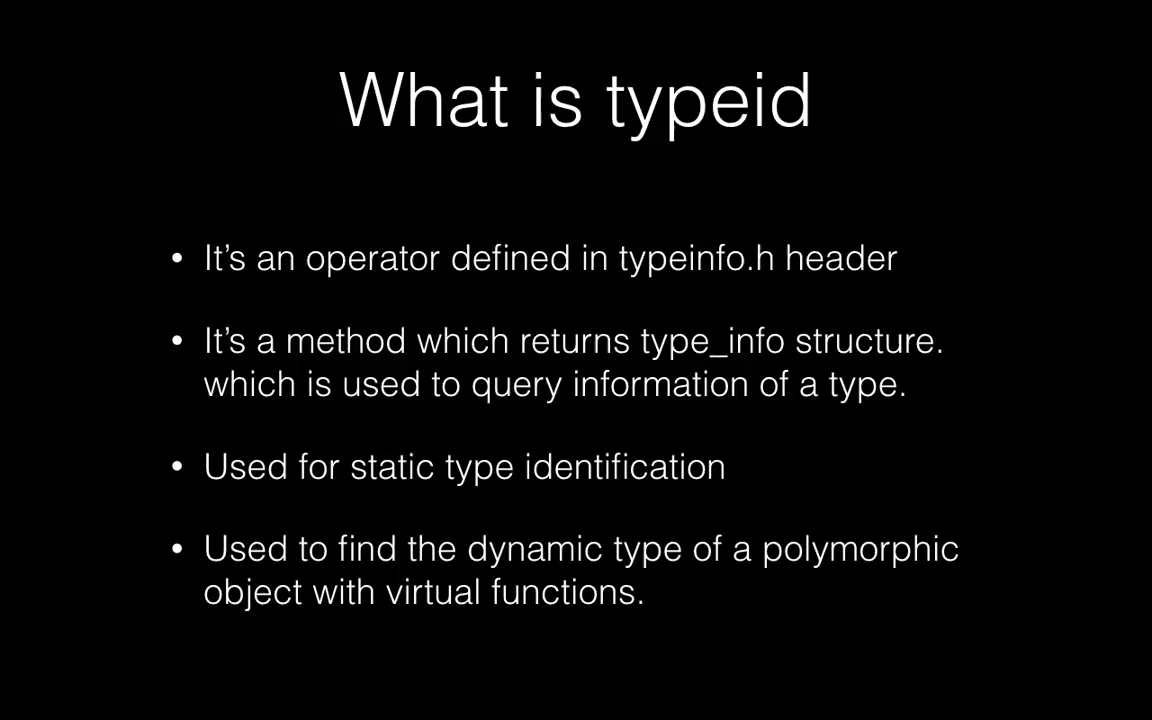 What is typeid
• It’s an operator defined in typeinfo.h header
• It’s a method which returns type_info structure.
which is used to query information of a type.
• Used for static type identification
• Used to find the dynamic type of a polymorphic
object with virtual functions.